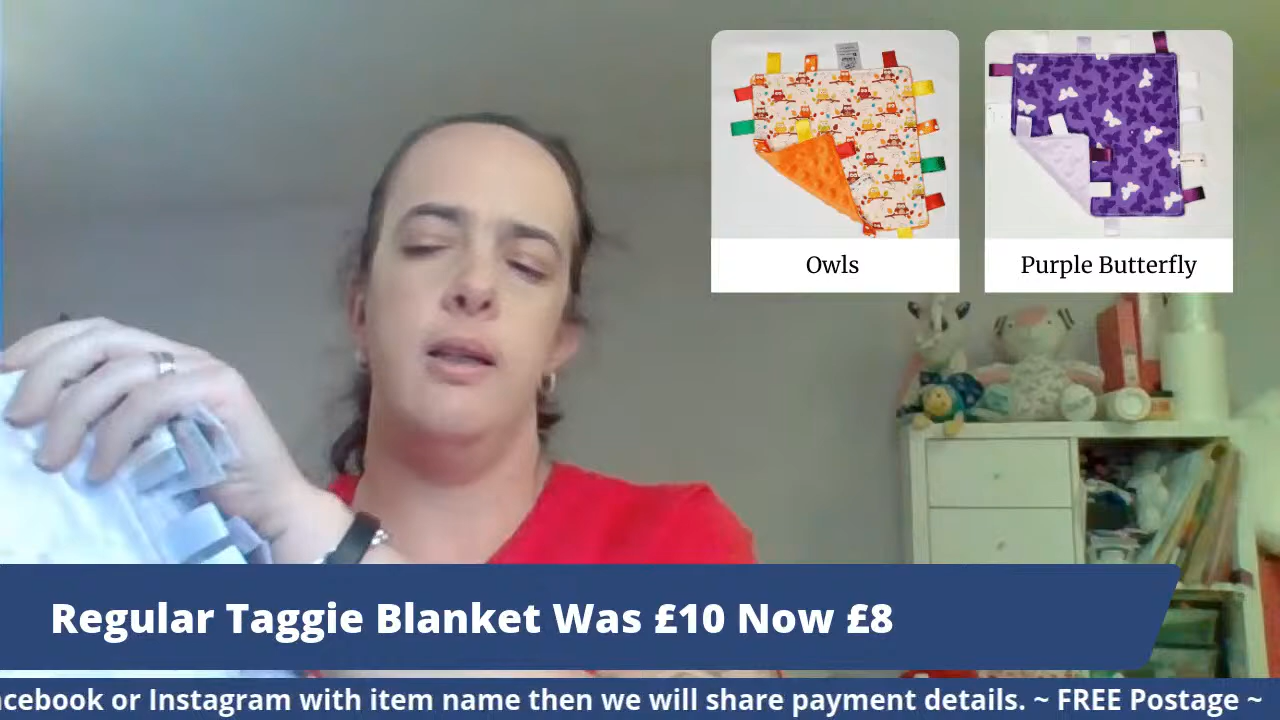 Owls
Purple Butterfly
Regular Taggie Blanket Was £10 Now £8
acebook or Instagram with item name then we will share payment details. ~ FREE Postage ~